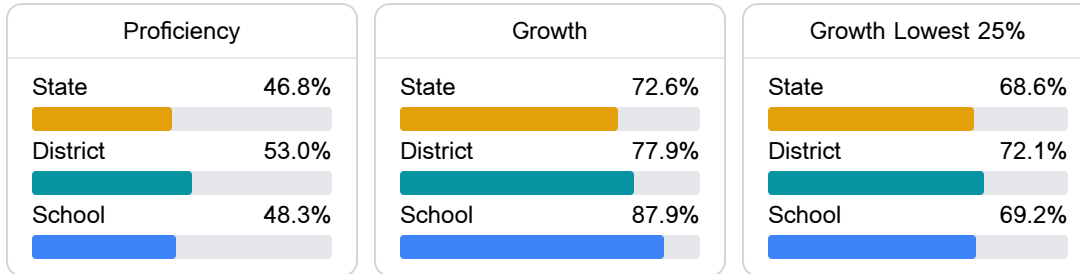 Proficiency
State 46.8%
District 53.0%
School 48.3%
Growth
State 72.6%
District 77.9%
School 87.9%
Growth Lowest 25%
State 68.6%
District 72.1%
School 69.2%